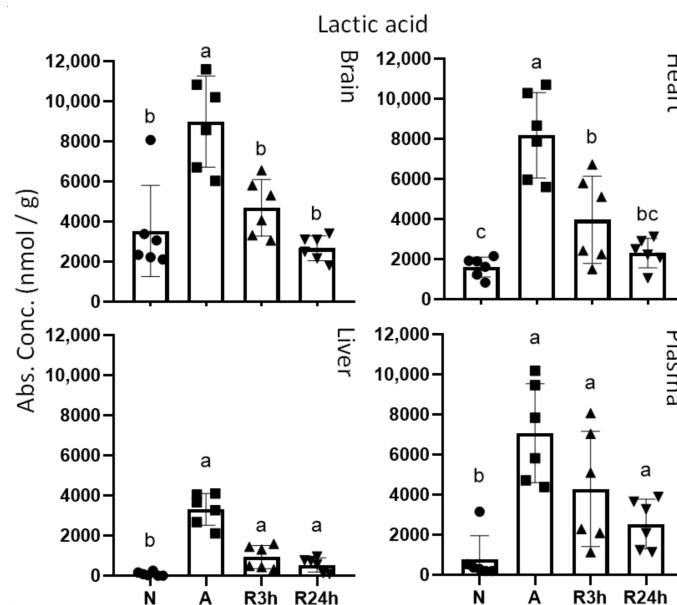 Lactic acid
Brain
12,000
10,000
8000
6000
4000
2000
0
b
a
b
b
Heart
12,000
10,000
8000
6000
4000
2000
0
c
a
b
bc
Abs. Conc. (nmol / g)
Liver
12,000
10,000
8000
6000
4000
2000
0
b
a
a
a
N A R3h R24h
Plasma
12,000
10,000
8000
6000
4000
2000
0
b
a
a
a
N A R3h R24h